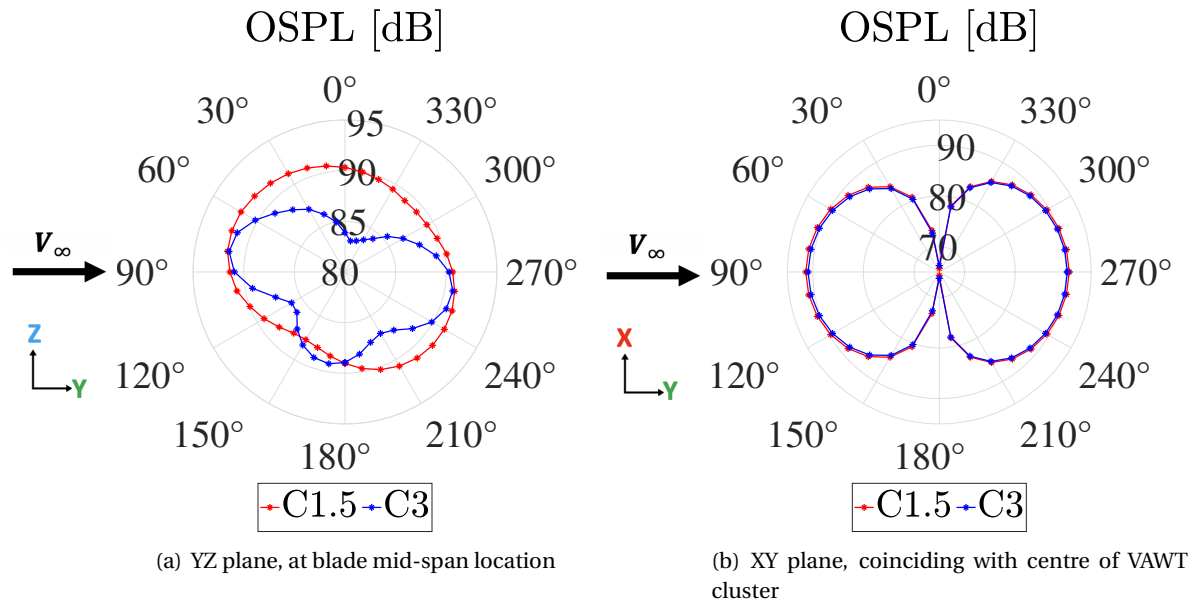 OSPL [dB]
0°
30°
330°
95
60°
90
300°
85
V∞
90°
80
270°
Z
Y
120°
240°
150°
210°
180°
C1.5 C3
(a) YZ plane, at blade mid-span location
OSPL [dB]
0°
30°
330°
90
60°
80
300°
70
V∞
90°
270°
X
Y
120°
240°
150°
210°
180°
C1.5 C3
(b) XY plane, coinciding with centre of VAWT
cluster